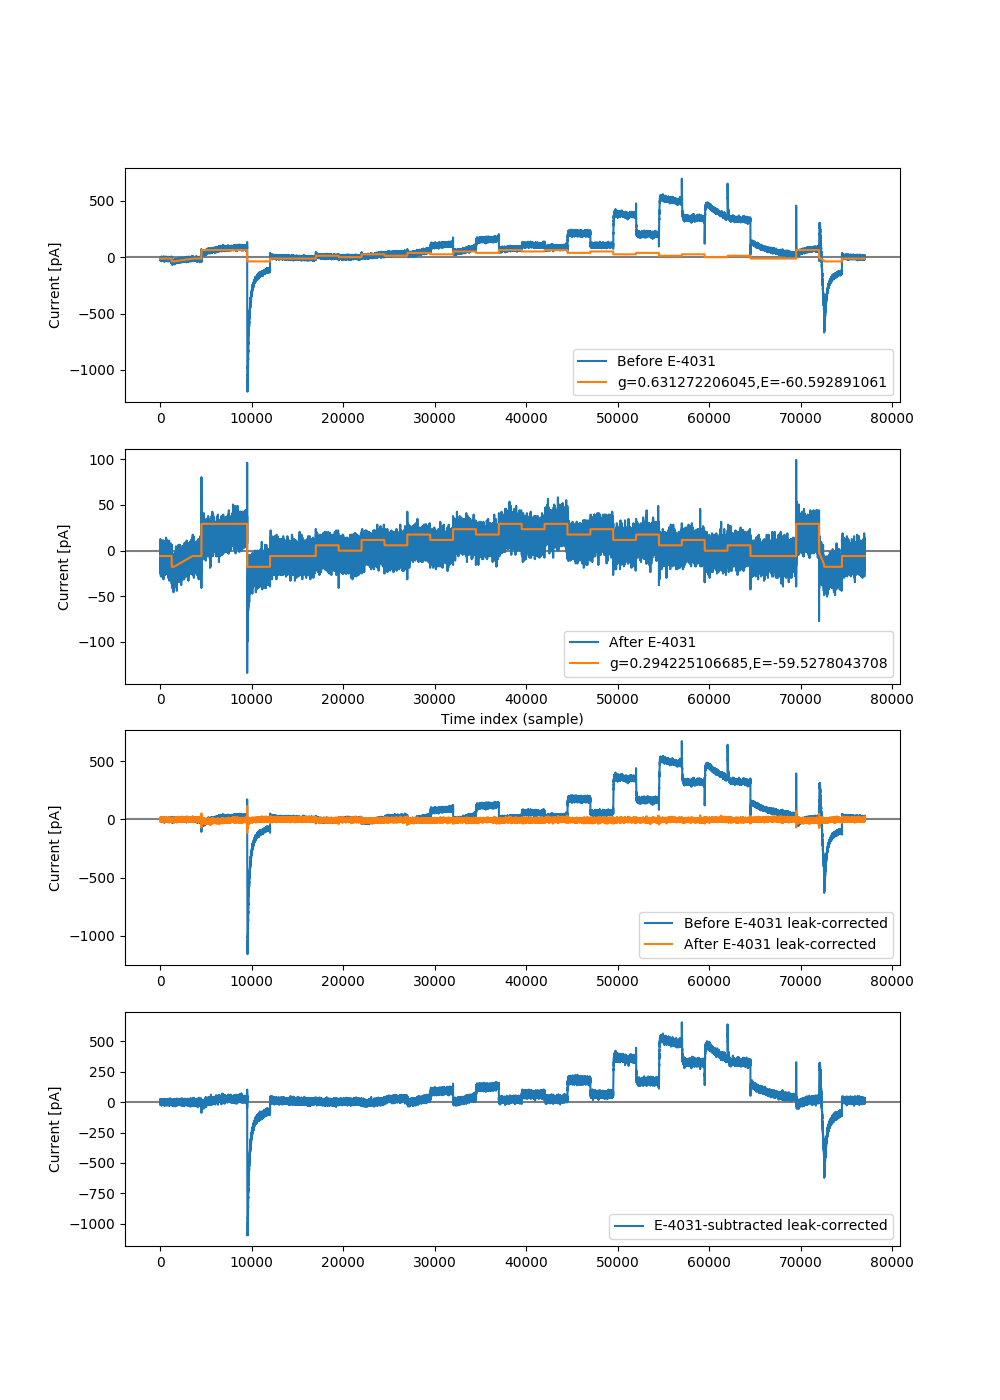 500
0
−500
−1000
Current [pA]
Before E-4031
g=0.631272206045,E=-60.592891061
0 10000 20000 30000 40000 50000 60000 70000 80000
100
50
0
−50
−100
Current [pA]
After E-4031
g=0.294225106685,E=-59.5278043708
0 10000 20000 30000 40000 50000 60000 70000 80000
Time index (sample)
500
0
−500
−1000
Current [pA]
Before E-4031 leak-corrected
After E-4031 leak-corrected
0 10000 20000 30000 40000 50000 60000 70000 80000
500
250
0
−250
−500
−750
−1000
Current [pA]
E-4031-subtracted leak-corrected
0 10000 20000 30000 40000 50000 60000 70000 80000